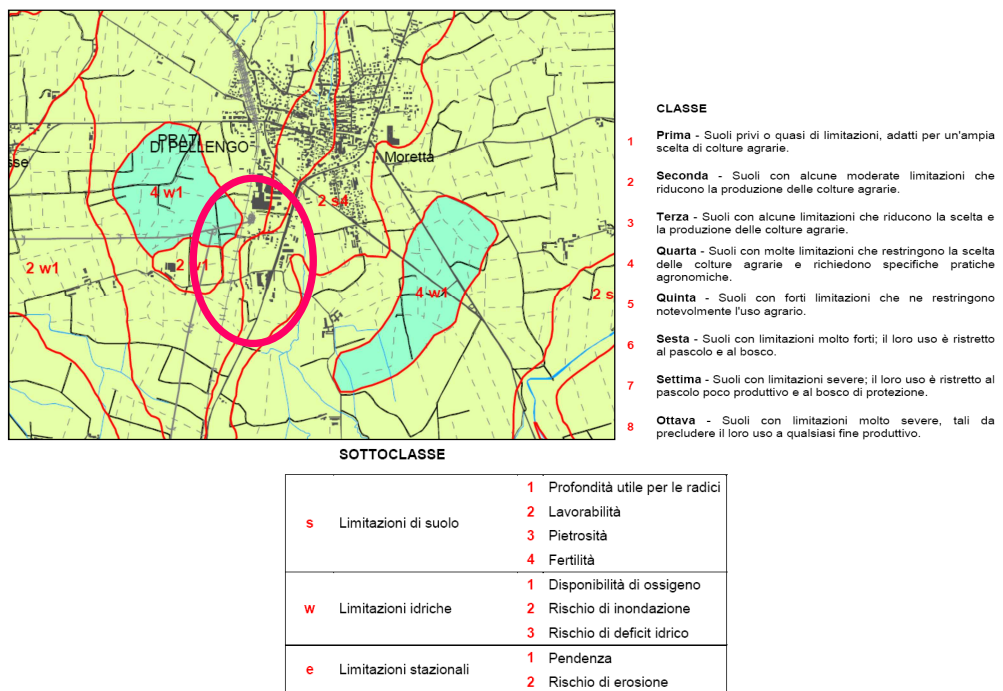 PRATI
DI PELLENGO
sse
Moretta
4 w1
2 s4
2 w1
2 w1
4 w1
2 s
CLASSE
1 Prima - Suoli privi o quasi di limitazioni, adatti per un'ampia
scelta di colture agrarie.
2 Seconda - Suoli con alcune moderate limitazioni che
riducono la produzione delle colture agrarie.
3 Terza - Suoli con alcune limitazioni che riducono la scelta e
la produzione delle colture agrarie.
4 Quarta - Suoli con molte limitazioni che restringono la scelta
delle colture agrarie e richiedono specifiche pratiche
agronomiche.
5 Quinta - Suoli con forti limitazioni che ne restringono
notevolmente l'uso agrario.
6 Sesta - Suoli con limitazioni molto forti; il loro uso è ristretto
al pascolo e al bosco.
7 Settima - Suoli con limitazioni severe; il loro uso è ristretto al
pascolo poco produttivo e al bosco di protezione.
8 Ottava - Suoli con limitazioni molto severe, tali da
precludere il loro uso a qualsiasi fine produttivo.
SOTTOCLASSE
s Limitazioni di suolo
1 Profondità utile per le radici
2 Lavorabilità
3 Pietrosità
4 Fertilità
w Limitazioni idriche
1 Disponibilità di ossigeno
2 Rischio di inondazione
3 Rischio di deficit idrico
e Limitazioni stazionali
1 Pendenza
2 Rischio di erosione